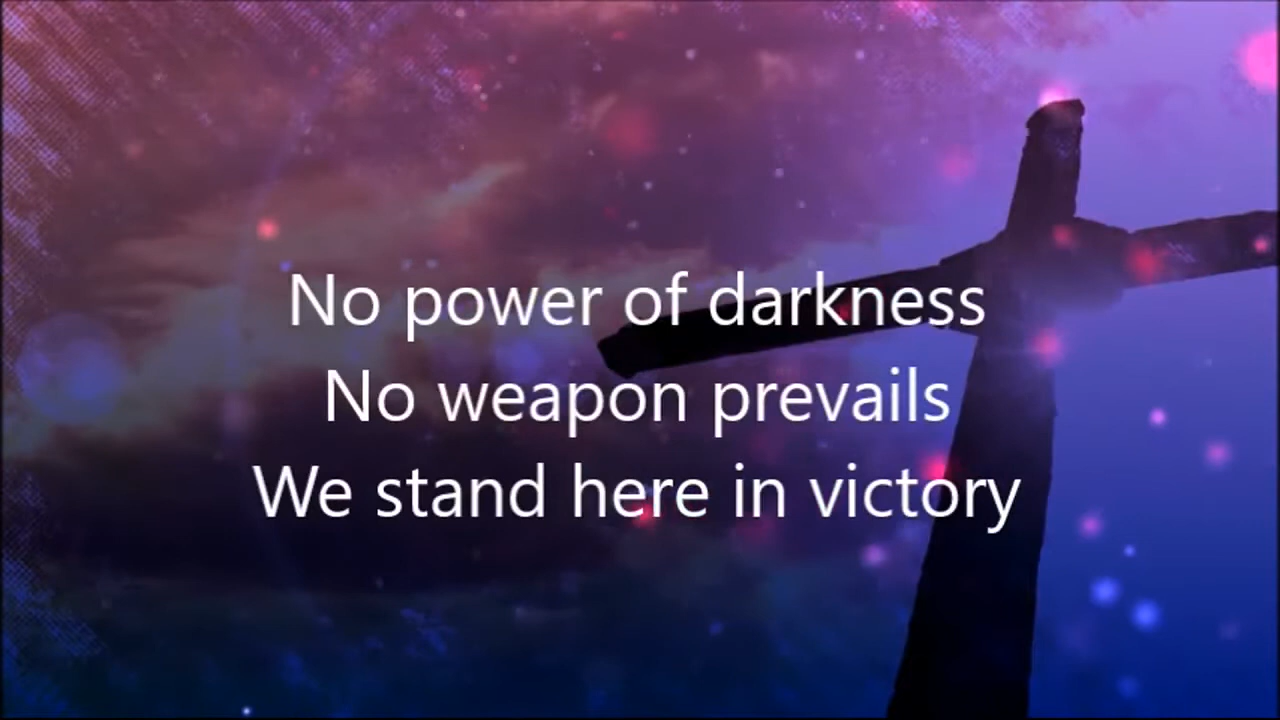 No power of darkness
No weapon prevails
We stand here in victory